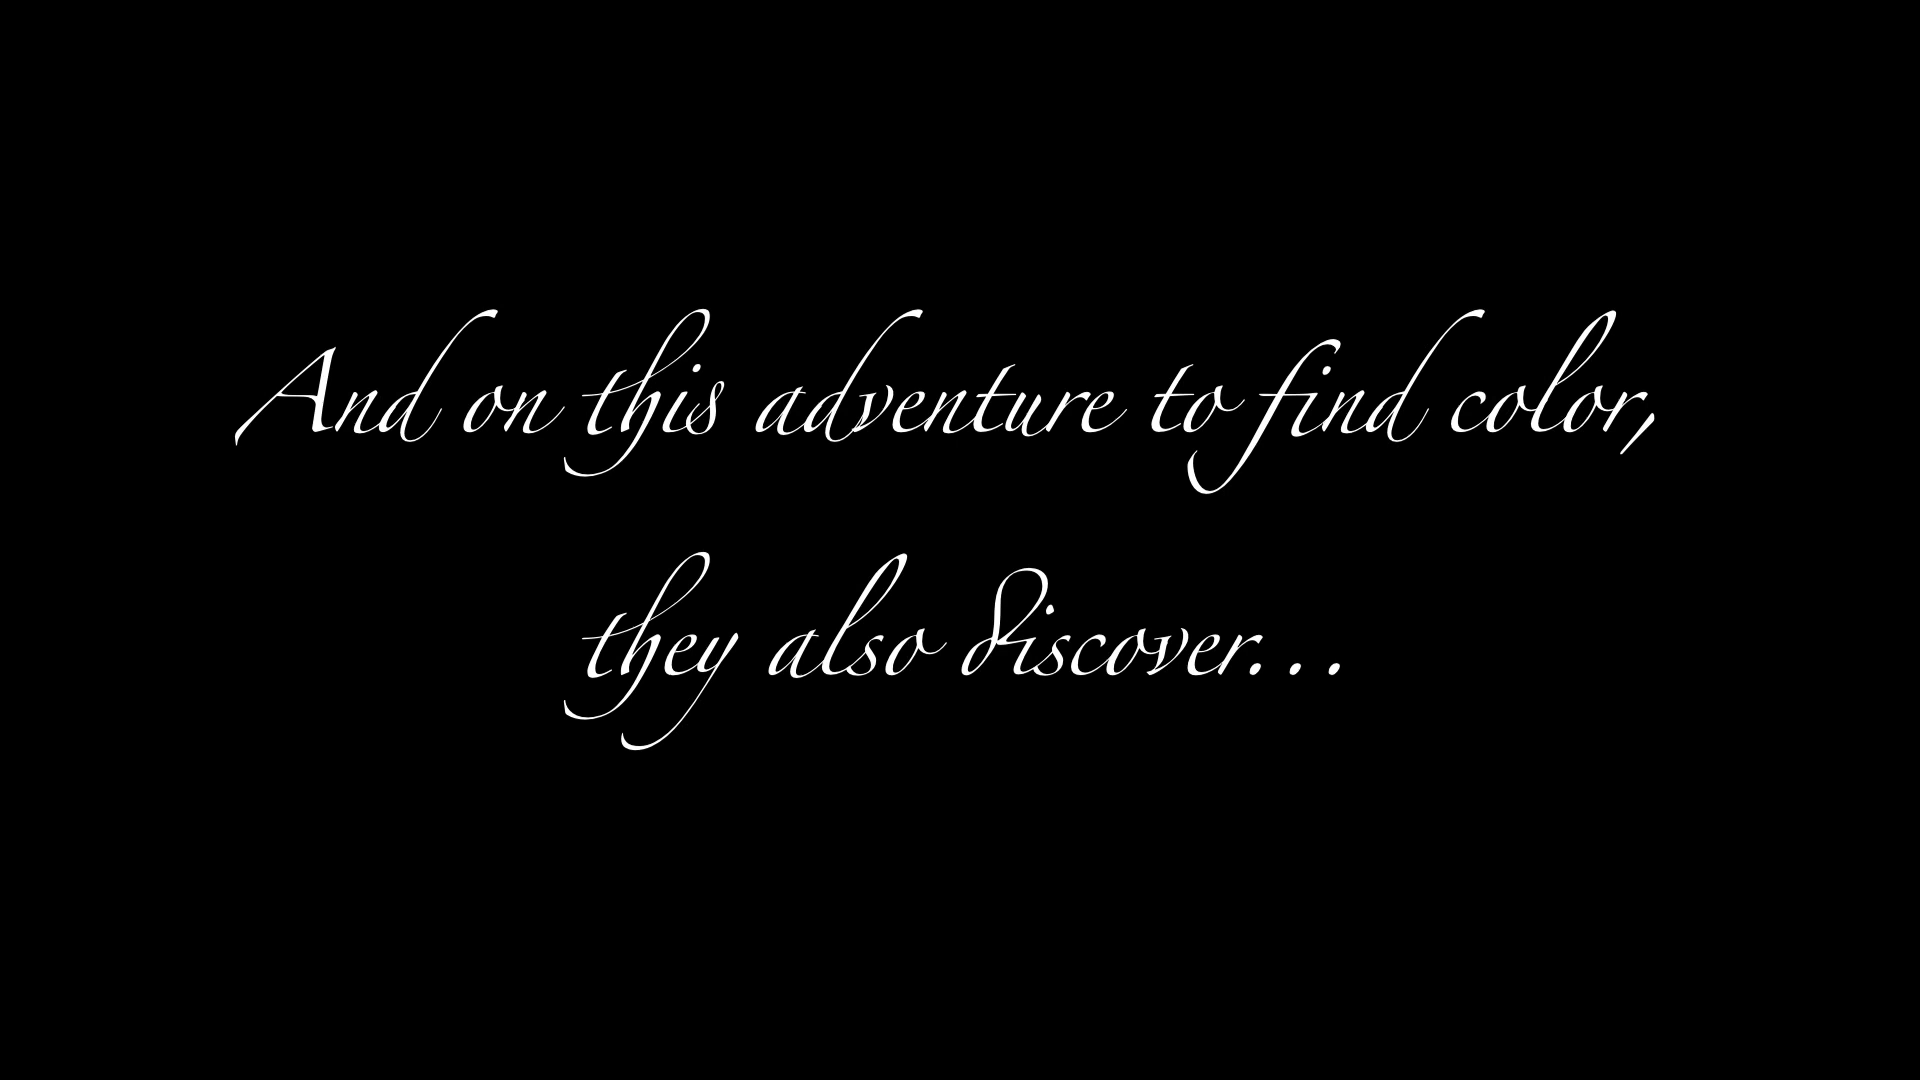 And on this adventure to find color,
they also discover...